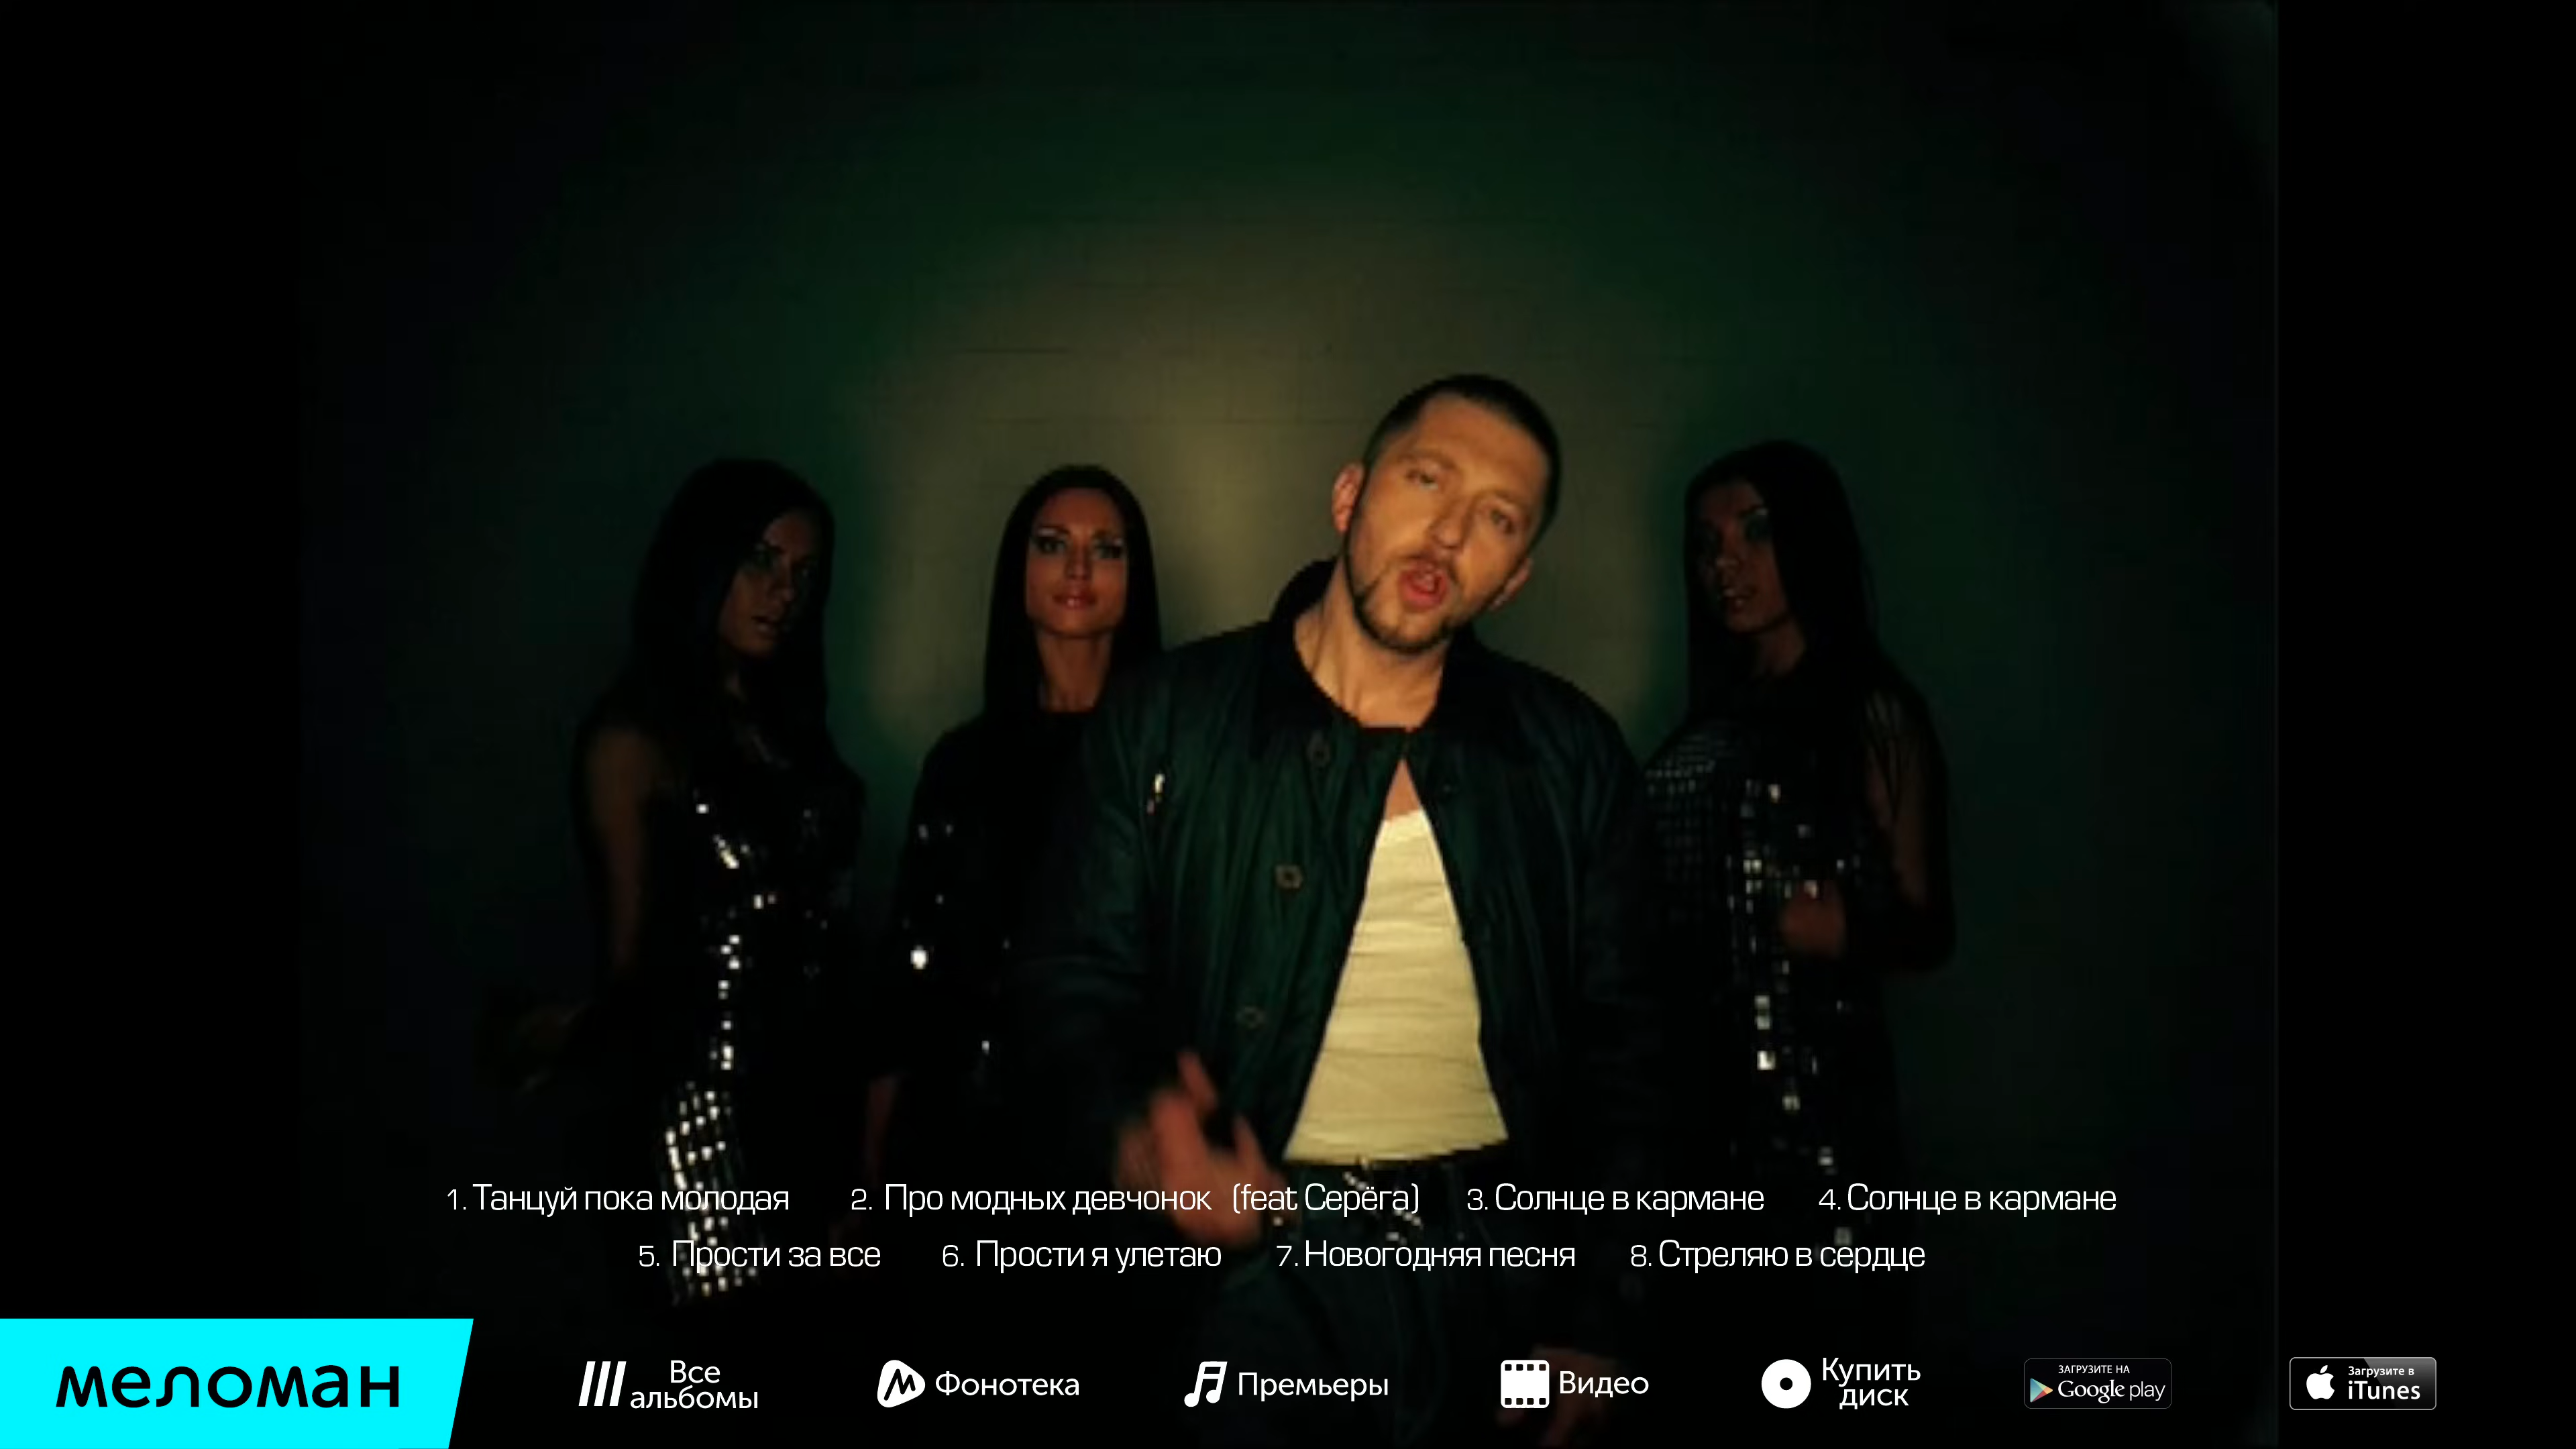 1. Танцуй пока молодая 2. Про модных девчонок (feat Серёга) 3. Солнце в кармане 4. Солнце в кармане
5. Прости за все 6. Прости я улетаю 7. Новогодняя песня 8. Стреляю в сердце
меломан
Все
альбомы
Фонотека
Премьеры
Видео
Купить
диск
ЗАГРУЗИТЕ НА
Google play
Загрузите в
iTunes